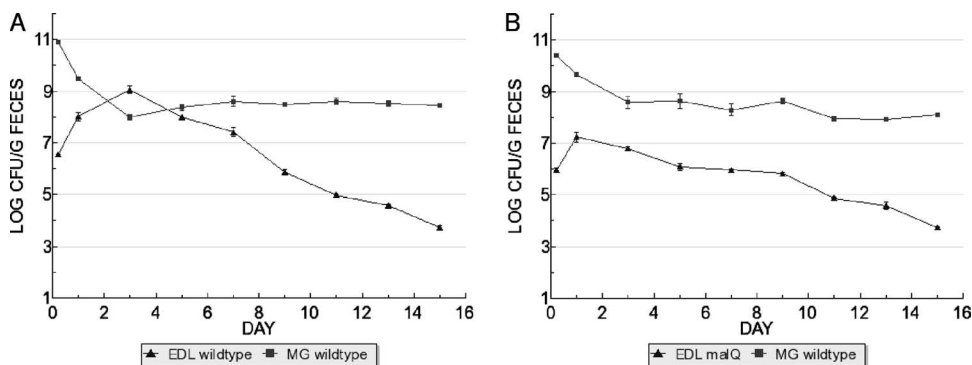 A
LOG CFU/G FECES
11
9
7
5
3
1
0 2 4 6 8 10 12 14 16
DAY
EDL wildtype MG wildtype
B
LOG CFU/G FECES
11
9
7
5
3
1
0 2 4 6 8 10 12 14 16
DAY
EDL malQ MG wildtype